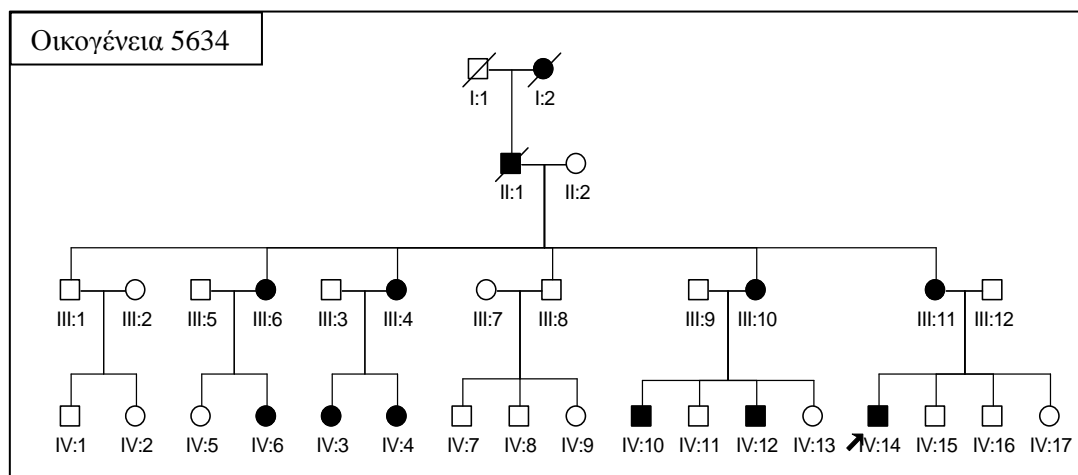 Οικογένεια 5634
I:1 I:2
II:1 II:2
III:1 III:2 III:5 III:6 III:3 III:4 III:7 III:8 III:9 III:10 III:11 III:12
IV:1 IV:2 IV:5 IV:6 IV:3 IV:4 IV:7 IV:8 IV:9 IV:10 IV:11 IV:12 IV:13 IV:14 IV:15 IV:16 IV:17